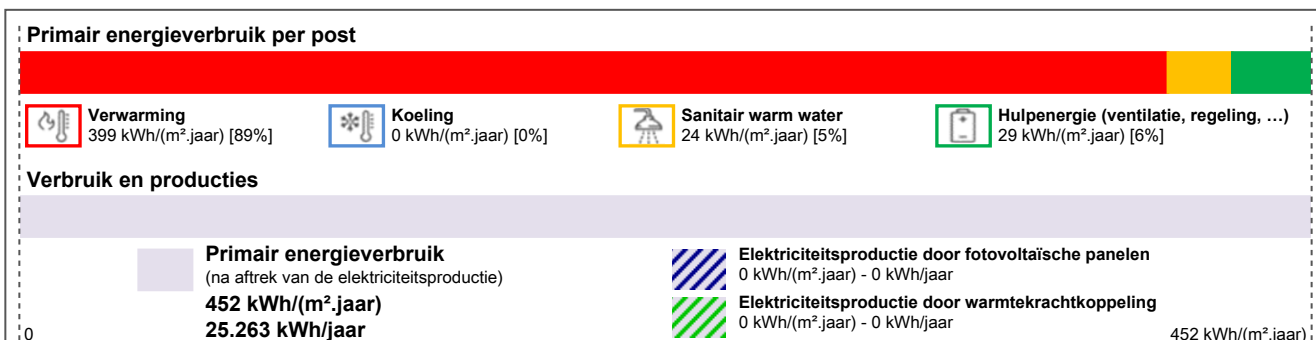 Primair energieverbruik per post
Verwarming
399 kWh/(m².jaar) [89%]
Koeling
0 kWh/(m².jaar) [0%]
Sanitair warm water
24 kWh/(m².jaar) [5%]
Hulpenergie (ventilatie, regeling, …)
29 kWh/(m².jaar) [6%]
Verbruik en producties
Primair energieverbruik
(na aftrek van de elektriciteitsproductie)
452 kWh/(m².jaar)
25.263 kWh/jaar
Elektriciteitsproductie door fotovoltaïsche panelen
0 kWh/(m².jaar) - 0 kWh/jaar
Elektriciteitsproductie door warmtekrachtkoppeling
0 kWh/(m².jaar) - 0 kWh/jaar
0
452 kWh/(m².jaar)